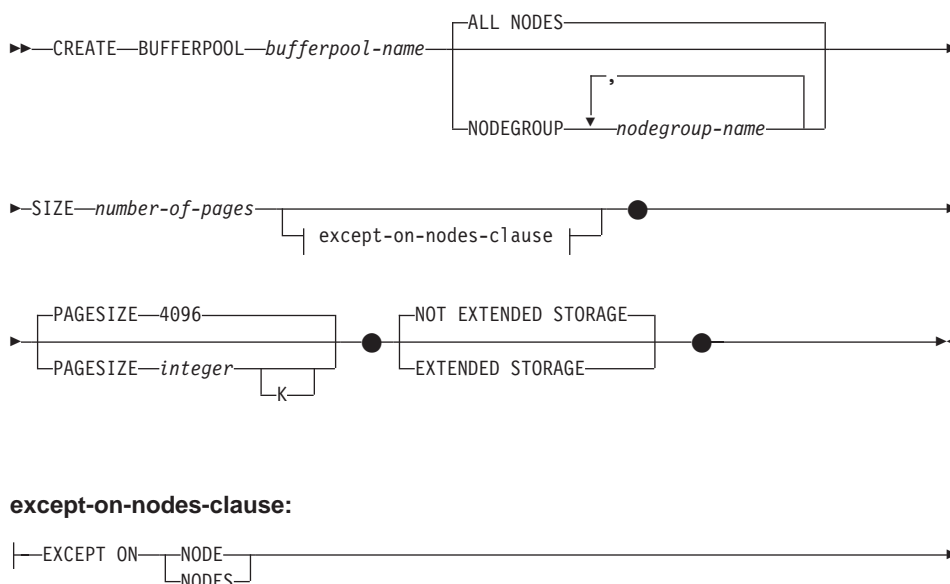 ALL NODES
CREATE BUFFERPOOL bufferpool-name
,
NODEGROUP nodegroup-name
SIZE number-of-pages
except-on-nodes-clause
PAGESIZE 4096 NOT EXTENDED STORAGE
PAGESIZE integer EXTENDED STORAGE
K
except-on-nodes-clause:
EXCEPT ON NODE
NODES